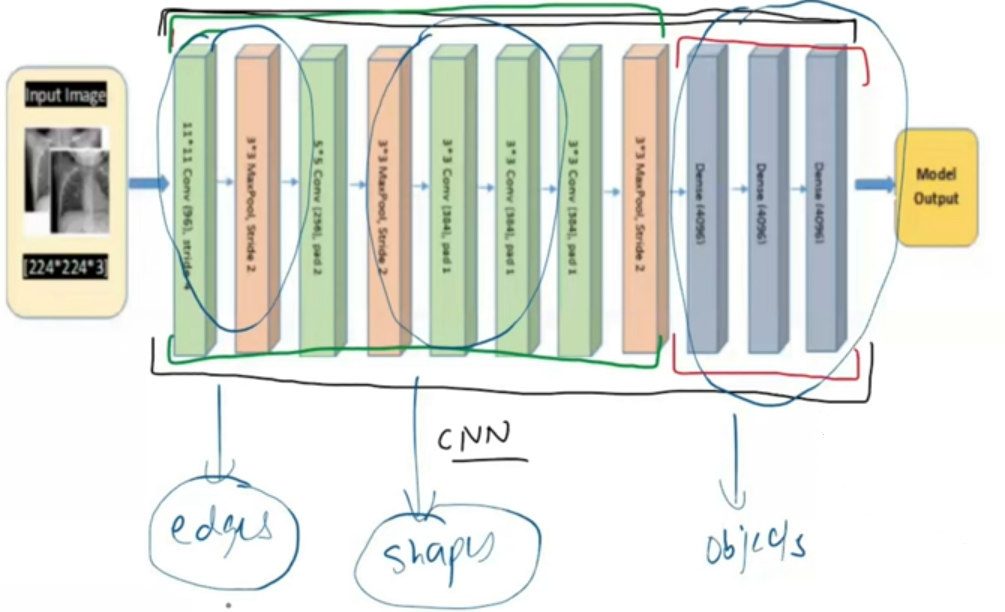 Input Image
[224*224*3]
11*11 Conv (96), stride 4
3*3 MaxPool, Stride 2
5*5 Conv (256), pad 2
3*3 MaxPool, Stride 2
3*3 Conv (384), pad 1
3*3 Conv (384), pad 1
3*3 Conv (384), pad 1
3*3 MaxPool, Stride 2
Dense (4096)
Dense (4096)
Dense (4096)
Model
Output
CNN
edges
shapes
objects